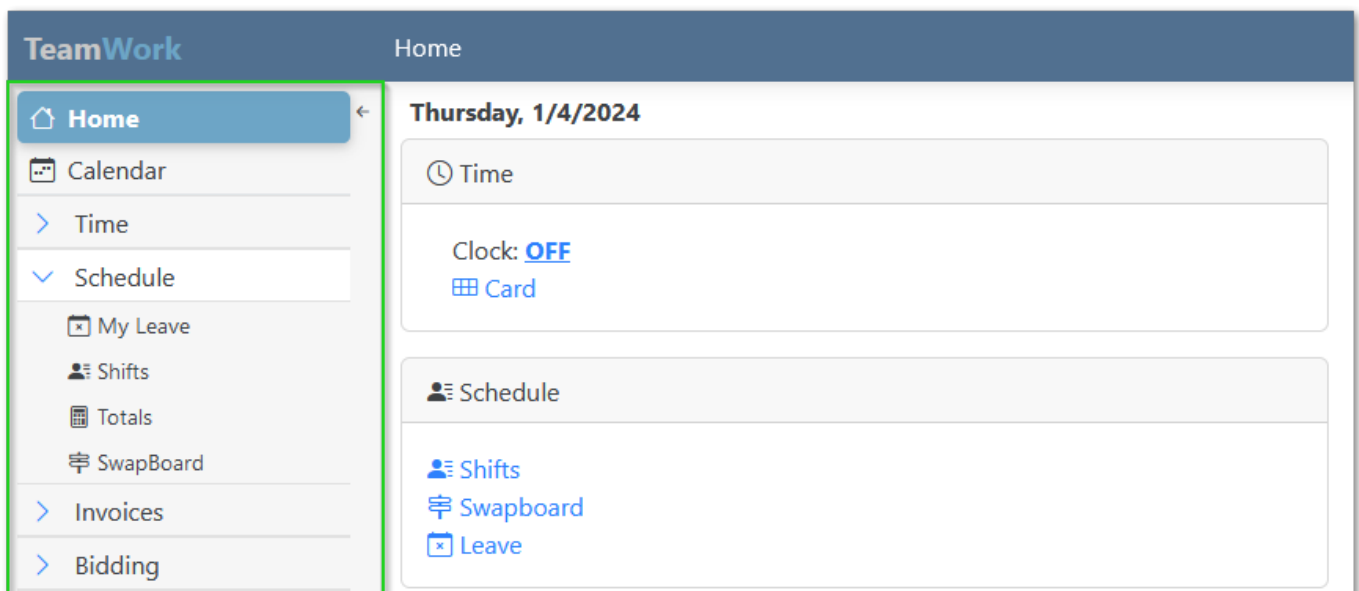 TeamWork
Home
Home
Calendar
Time
Schedule
My Leave
Shifts
Totals
SwapBoard
Invoices
Bidding
Thursday, 1/4/2024
Time
Clock: OFF
Card
Schedule
Shifts
Swapboard
Leave